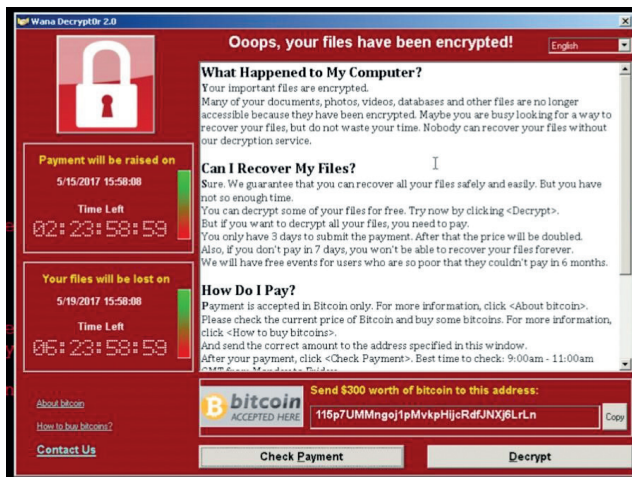 Wana Decrypt0r 2.0
Ooops, your files have been encrypted!
English
What Happened to My Computer?
Your important files are encrypted.
Many of your documents, photos, videos, databases and other files are no longer
accessible because they have been encrypted. Maybe you are busy looking for a way to
recover your files, but do not waste your time. Nobody can recover your files without
our decryption service.
Can I Recover My Files?
Sure. We guarantee that you can recover all your files safely and easily. But you have
not so enough time.
You can decrypt some of your files for free. Try now by clicking <Decrypt>.
But if you want to decrypt all your files, you need to pay.
You only have 3 days to submit the payment. After that the price will be doubled.
Also, if you don't pay in 7 days, you won't be able to recover your files forever.
We will have free events for users who are so poor that they couldn't pay in 6 months.
How Do I Pay?
Payment is accepted in Bitcoin only. For more information, click <About bitcoin>.
Please check the current price of Bitcoin and buy some bitcoins. For more information,
click <How to buy bitcoins>.
And send the correct amount to the address specified in this window.
After your payment, click <Check Payment>. Best time to check: 9:00am - 11:00am
GMT from Monday to Friday.
Payment will be raised on
5/15/2017 15:58:08
Time Left
02:23:58:59
Your files will be lost on
5/19/2017 15:58:08
Time Left
06:23:58:59
About bitcoin
How to buy bitcoins?
Contact Us
bitcoin
ACCEPTED HERE
Send $300 worth of bitcoin to this address:
115p7UMMngoj1pMvkpHijcRdfJNXj6LrLn
Copy
Check Payment
Decrypt